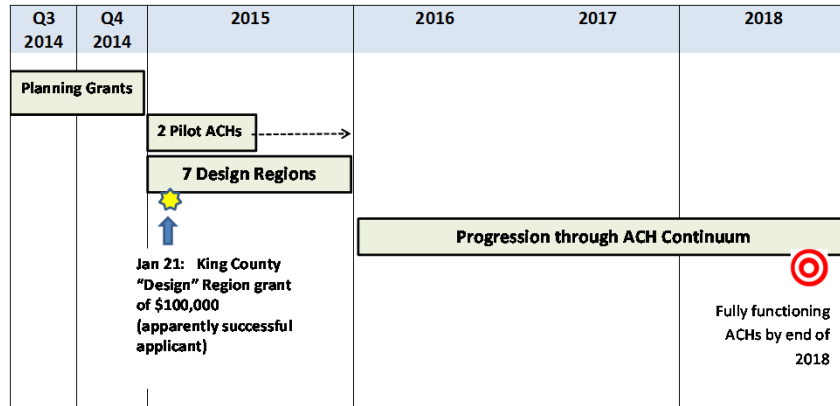 Q3 2014
Q4 2014
2015
2016
2017
2018
Planning Grants
2 Pilot ACHs
7 Design Regions
Progression through ACH Continuum
Jan 21: King County
"Design" Region grant
of $100,000
(apparently successful
applicant)
Fully functioning
ACHs by end of
2018